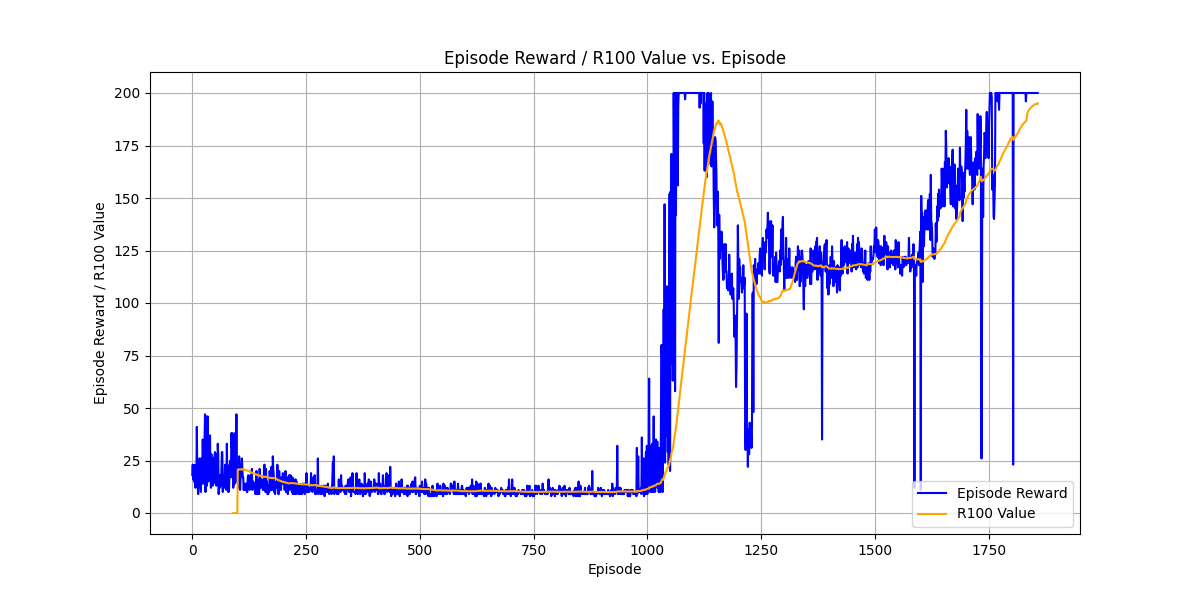 Episode Reward / R100 Value vs. Episode
Episode Reward / R100 Value
200
175
150
125
100
75
50
25
0
0 250 500 750 1000 1250 1500 1750
Episode
Episode Reward
R100 Value